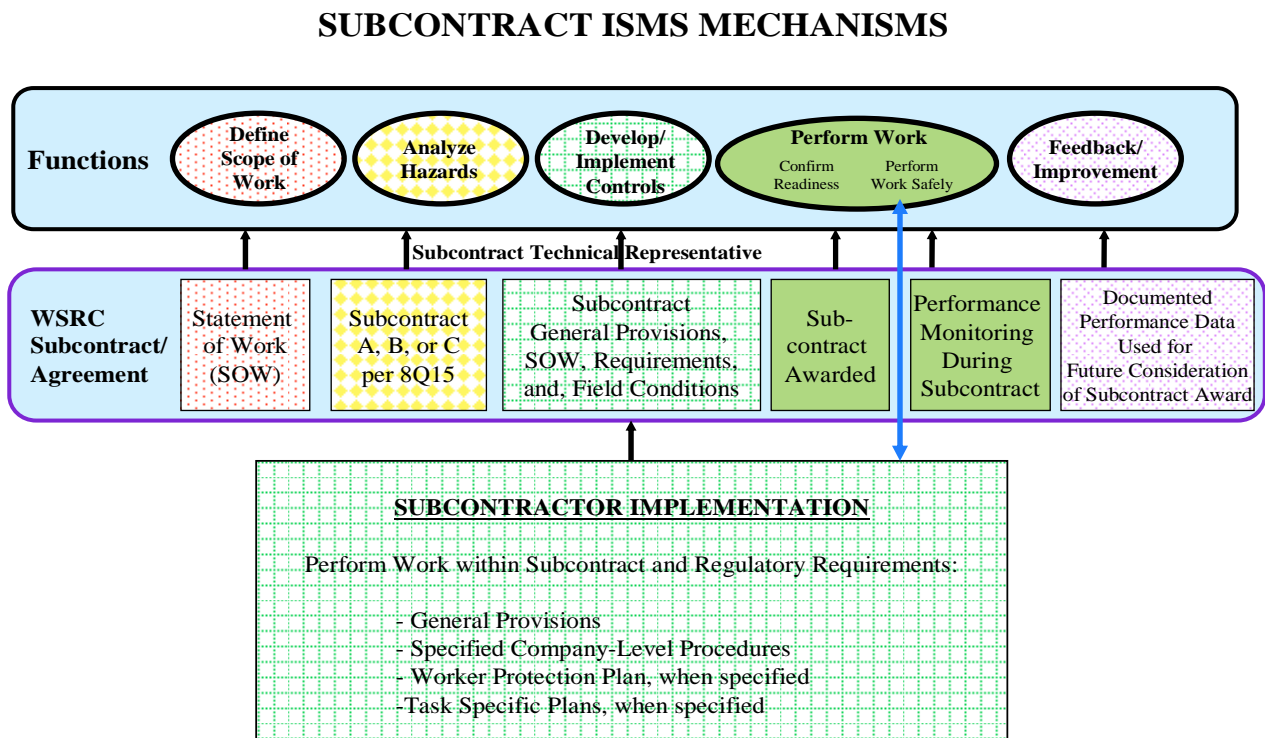 SUBCONTRACT ISMS MECHANISMS
Functions
Define
Scope of
Work
Analyze
Hazards
Develop/
Implement
Controls
Perform Work
Confirm
Readiness
Perform
Work Safely
Feedback/
Improvement
Subcontract Technical Representative
WSRC
Subcontract/
Agreement
Statement
of Work
(SOW)
Subcontract
A, B, or C
per 8Q15
Subcontract
General Provisions,
SOW, Requirements,
and, Field Conditions
Sub-
contract
Awarded
Performance
Monitoring
During
Subcontract
Documented
Performance Data
Used for
Future Consideration
of Subcontract Award
SUBCONTRACTOR IMPLEMENTATION
Perform Work within Subcontract and Regulatory Requirements:
- General Provisions
- Specified Company-Level Procedures
- Worker Protection Plan, when specified
-Task Specific Plans, when specified